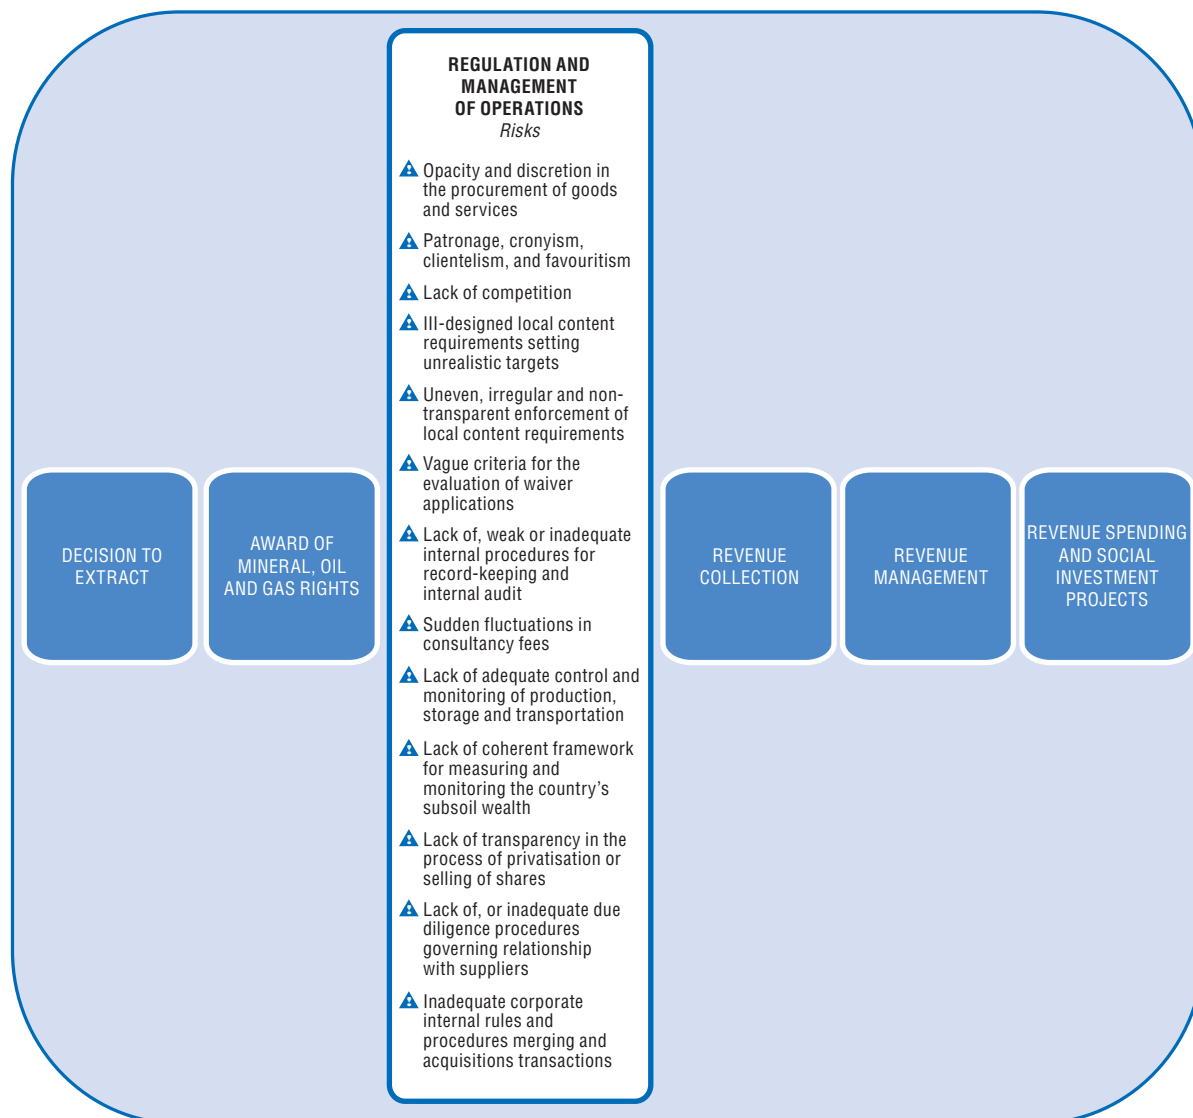 REGULATION AND
MANAGEMENT
OF OPERATIONS
Risks
Opacity and discretion in
the procurement of goods
and services
Patronage, cronyism,
clientelism, and favouritism
Lack of competition
III-designed local content
requirements setting
unrealistic targets
Uneven, irregular and non-
transparent enforcement of
local content requirements
Vague criteria for the
evaluation of waiver
applications
Lack of, weak or inadequate
internal procedures for
record-keeping and
internal audit
Sudden fluctuations in
consultancy fees
Lack of adequate control and
monitoring of production,
storage and transportation
Lack of coherent framework
for measuring and
monitoring the country’s
subsoil wealth
Lack of transparency in the
process of privatisation or
selling of shares
Lack of, or inadequate due
diligence procedures
governing relationship
with suppliers
Inadequate corporate
internal rules and
procedures merging and
acquisitions transactions
DECISION TO
EXTRACT
AWARD OF
MINERAL, OIL
AND GAS RIGHTS
REVENUE
COLLECTION
REVENUE
MANAGEMENT
REVENUE SPENDING
AND SOCIAL
INVESTMENT
PROJECTS